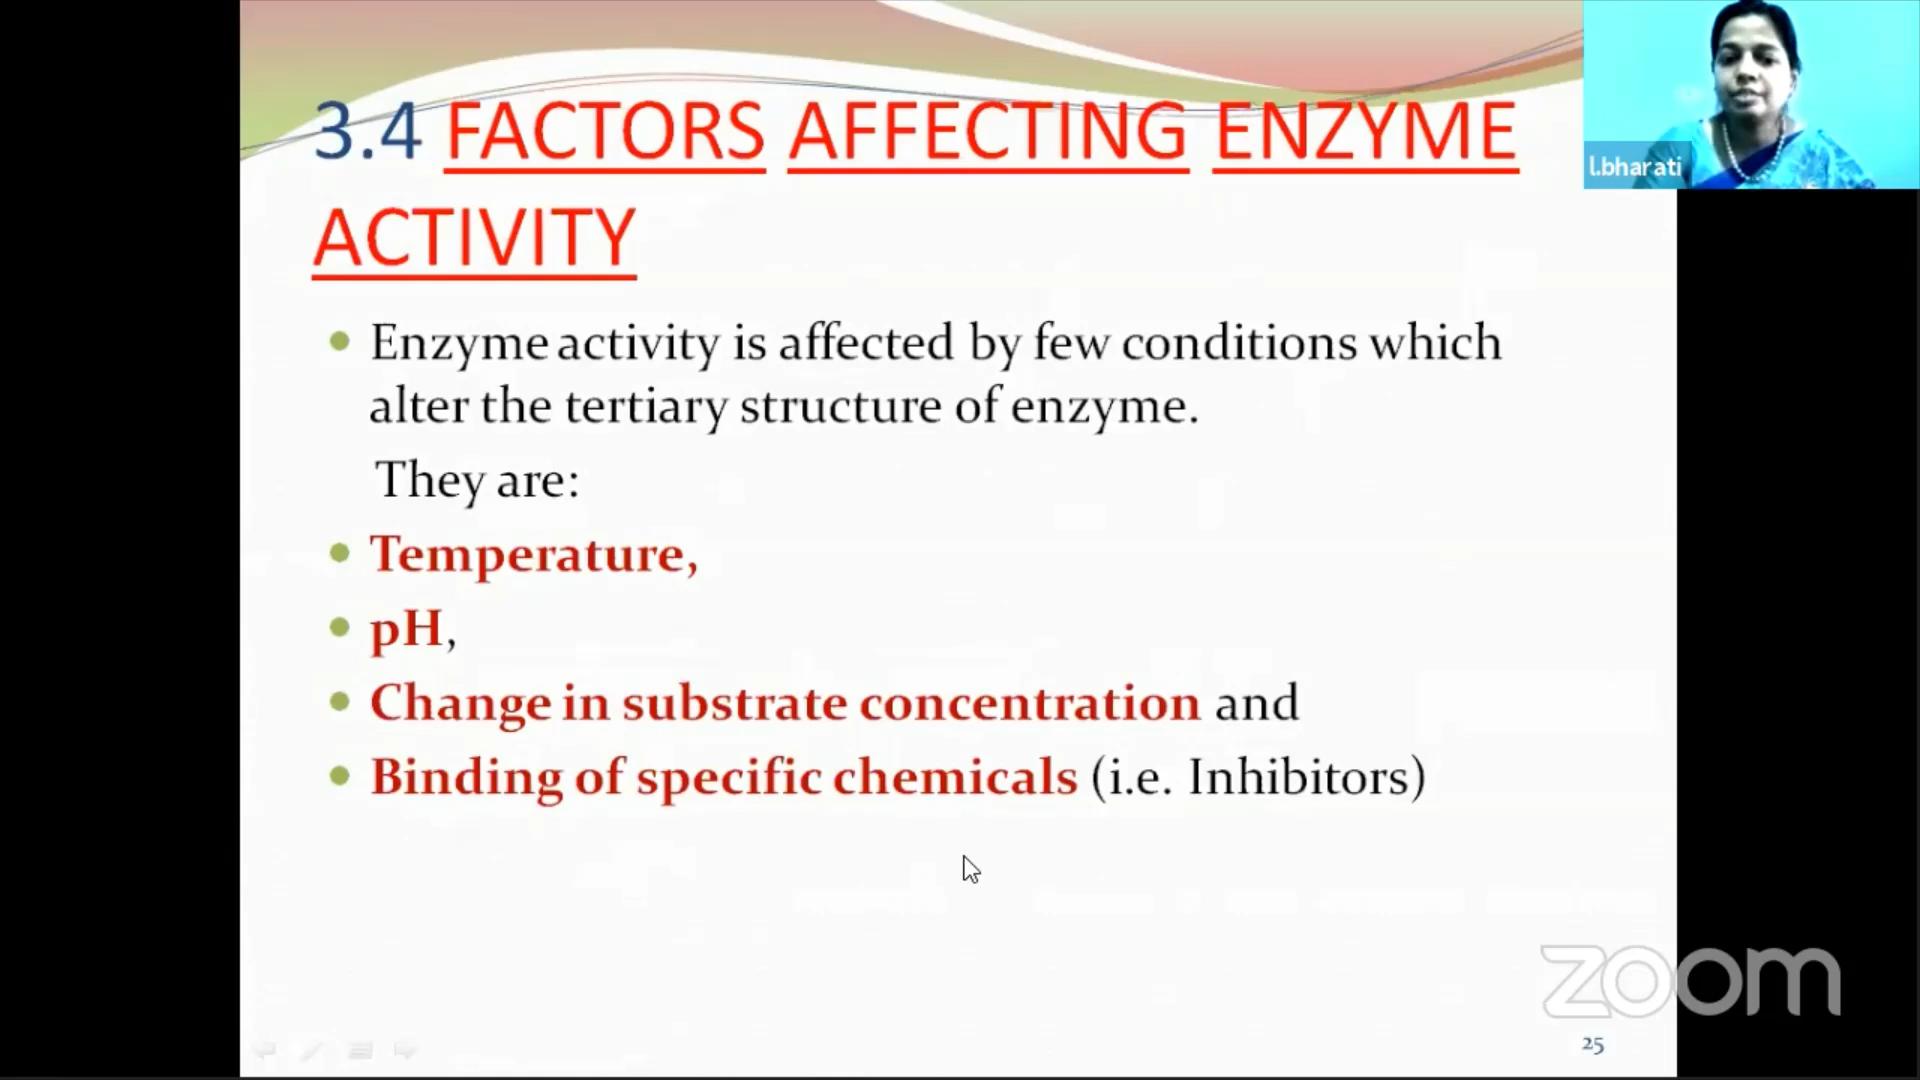 3.4 FACTORS AFFECTING ENZYME
ACTIVITY
l.bharati
Enzyme activity is affected by few conditions which
alter the tertiary structure of enzyme.
They are:
Temperature,
pH,
Change in substrate concentration and
Binding of specific chemicals (i.e. Inhibitors)
zoom
25